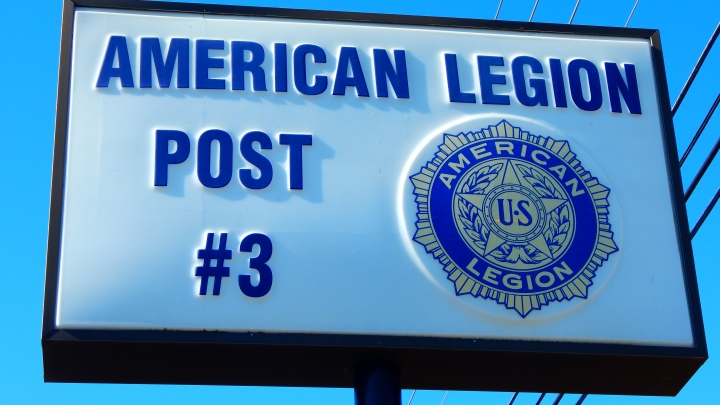 AMERICAN LEGION
POST
#3
AMERICAN
U·S
LEGION